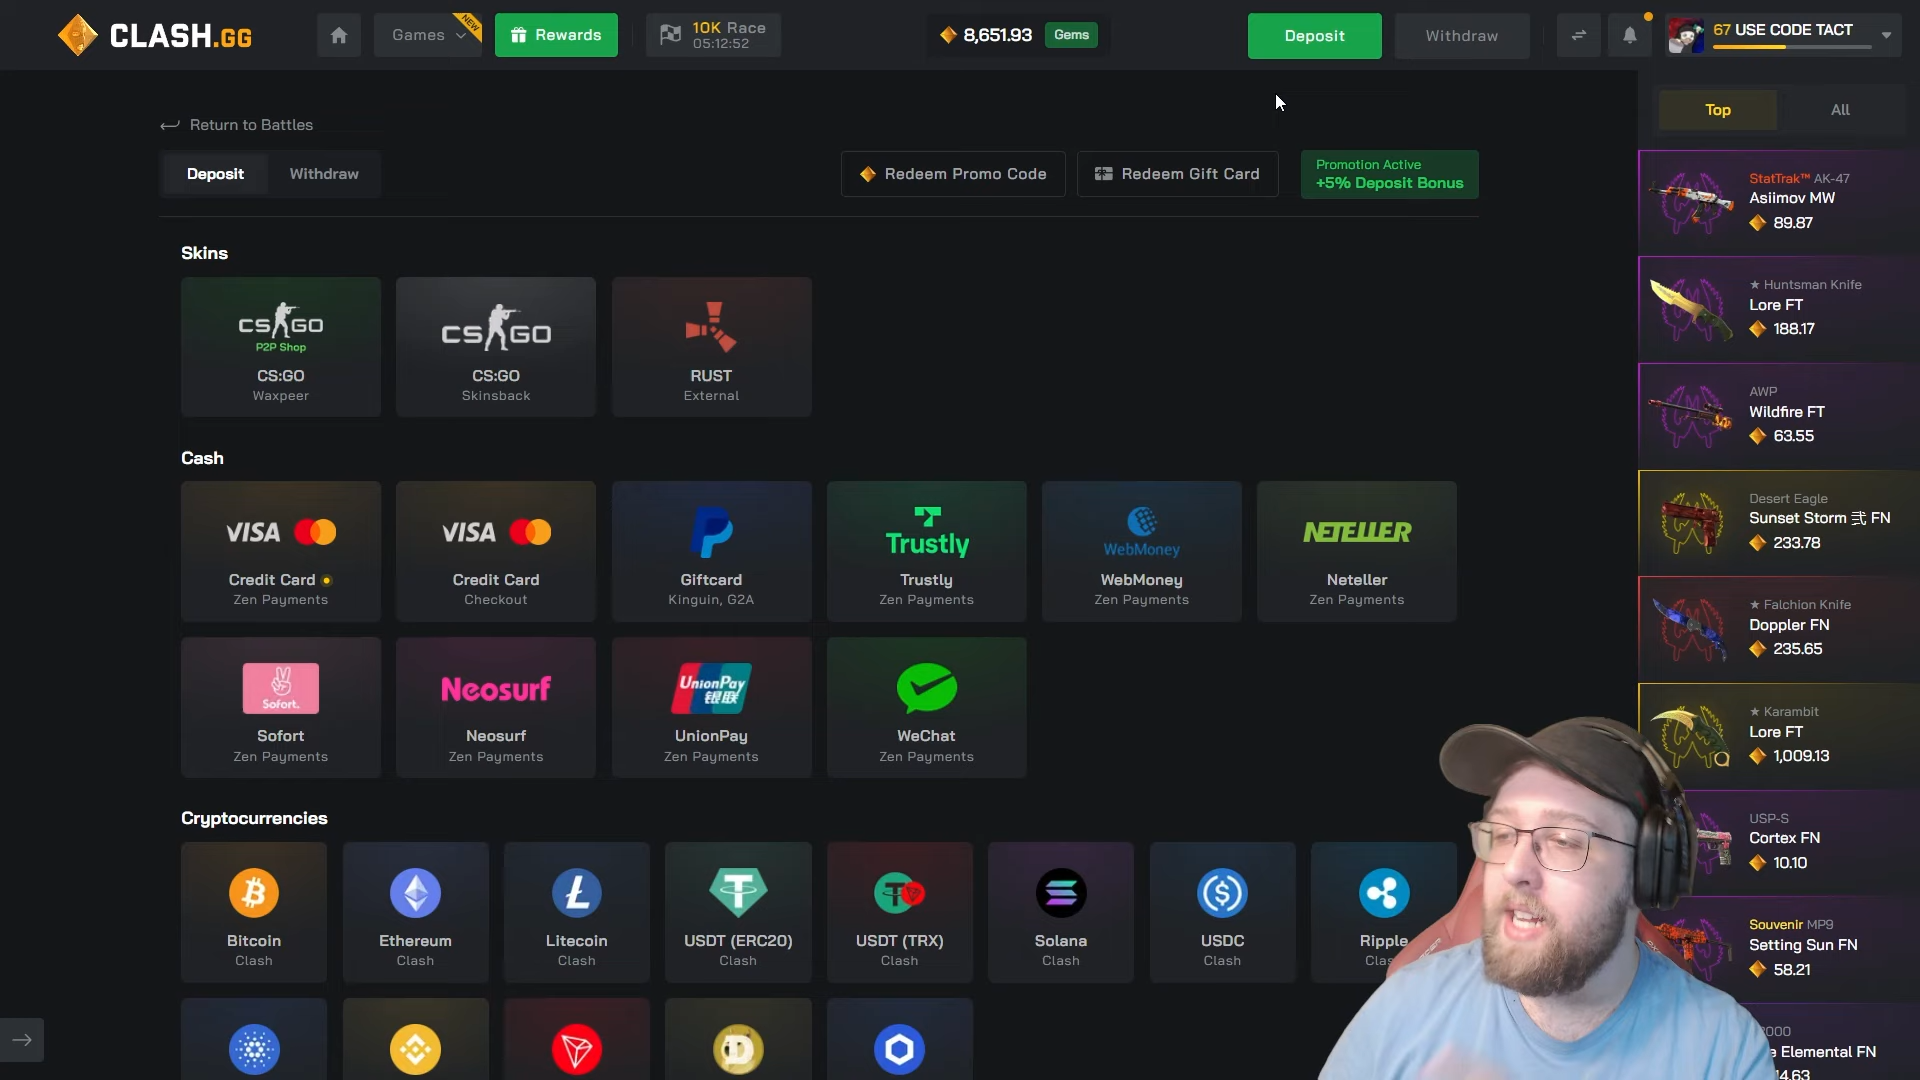 CLASH.GG
Games
NEW
Rewards
10K Race
05:12:52
8,651.93
Gems
Deposit
Withdraw
67 USE CODE TACT
Return to Battles
Deposit
Withdraw
Redeem Promo Code
Redeem Gift Card
Promotion Active
+5% Deposit Bonus
Top
All
Skins
CS:GO
P2P Shop
CS:GO
Waxpeer
CS:GO
CS:GO
Skinsback
RUST
External
Cash
VISA
Credit Card
Zen Payments
VISA
Credit Card
Checkout
Giftcard
Kinguin, G2A
Trustly
Trustly
Zen Payments
WebMoney
WebMoney
Zen Payments
NETELLER
Neteller
Zen Payments
Sofort.
Sofort
Zen Payments
Neosurf
Neosurf
Zen Payments
UnionPay
银联
UnionPay
Zen Payments
WeChat
Zen Payments
Cryptocurrencies
Bitcoin
Clash
Ethereum
Clash
Litecoin
Clash
USDT (ERC20)
Clash
USDT (TRX)
Clash
Solana
Clash
USDC
Clash
Ripple
StatTrak™ AK-47
Asiimov MW
89.87
★ Huntsman Knife
Lore FT
188.17
AWP
Wildfire FT
63.55
Desert Eagle
Sunset Storm 弐 FN
233.78
★ Falchion Knife
Doppler FN
235.65
★ Karambit
Lore FT
1,009.13
USP-S
Cortex FN
10.10
Souvenir MP9
Setting Sun FN
58.21
Elemental FN